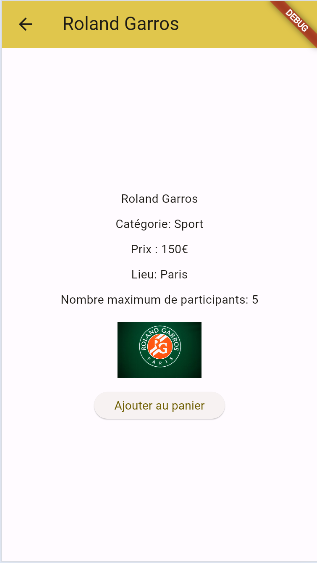 Roland Garros
DEBUG
Roland Garros
Catégorie: Sport
Prix : 150€
Lieu: Paris
Nombre maximum de participants: 5
ROLAND GARROS
RG
PARIS
Ajouter au panier